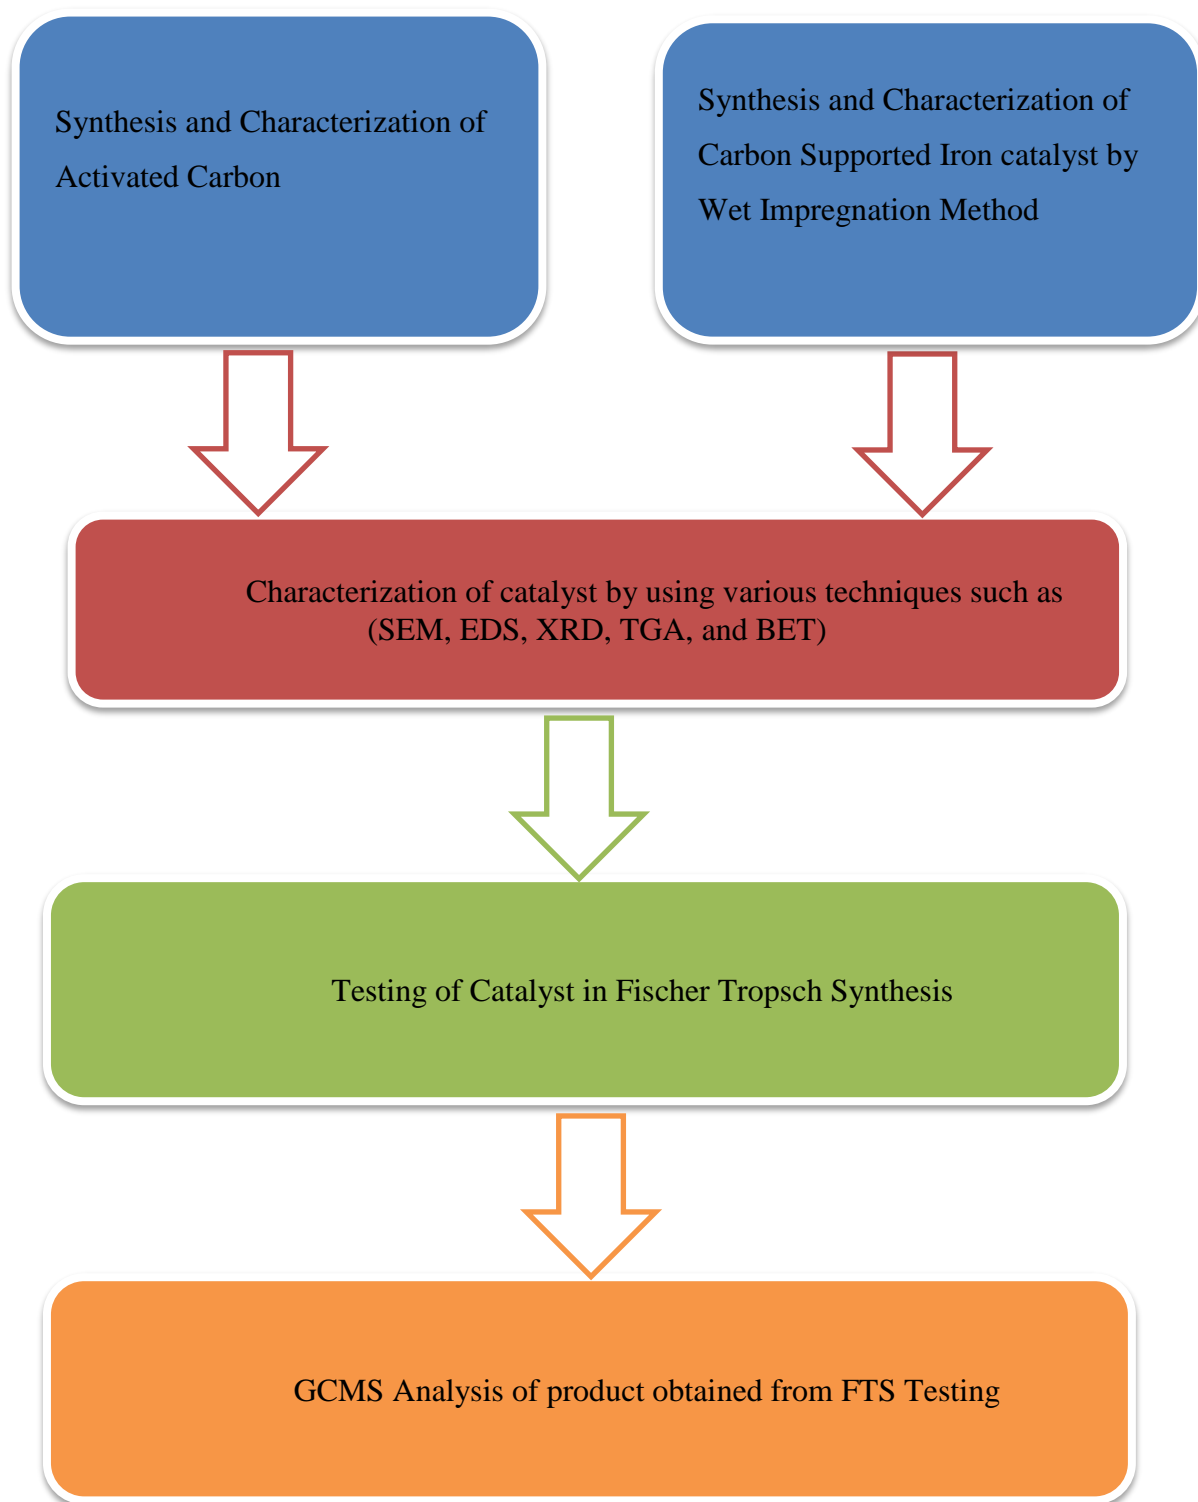 Synthesis and Characterization of
Activated Carbon
Synthesis and Characterization of
Carbon Supported Iron catalyst by
Wet Impregnation Method
Characterization of catalyst by using various techniques such as
(SEM, EDS, XRD, TGA, and BET)
Testing of Catalyst in Fischer Tropsch Synthesis
GCMS Analysis of product obtained from FTS Testing